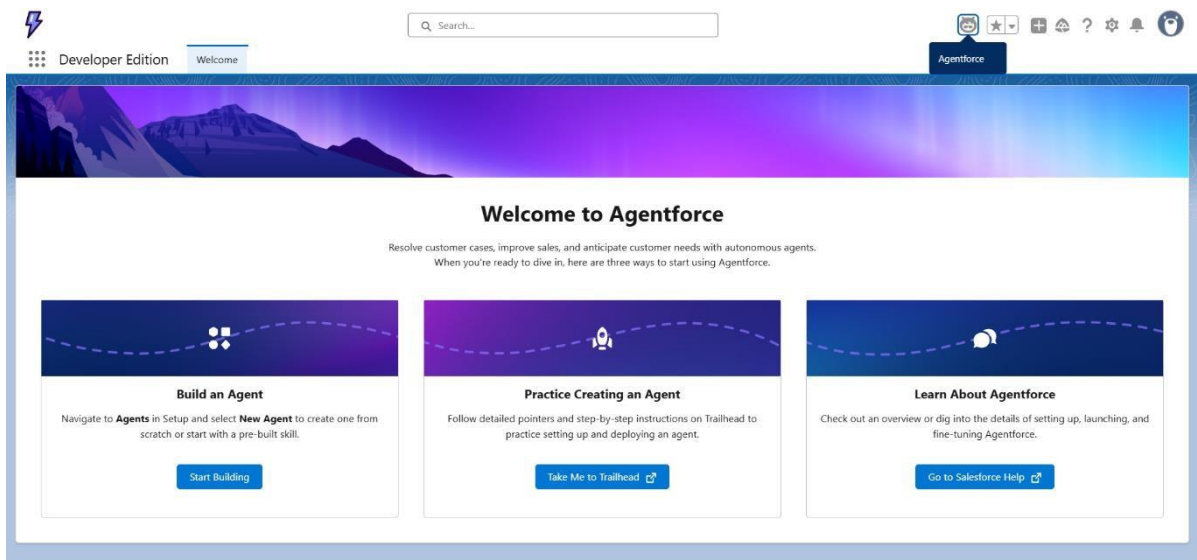 Search...
Agentforce
Developer Edition
Welcome
Welcome to Agentforce
Resolve customer cases, improve sales, and anticipate customer needs with autonomous agents.
When you're ready to dive in, here are three ways to start using Agentforce.
Build an Agent
Navigate to Agents in Setup and select New Agent to create one from
scratch or start with a pre-built skill.
Start Building
Practice Creating an Agent
Follow detailed pointers and step-by-step instructions on Trailhead to
practice setting up and deploying an agent.
Take Me to Trailhead
Learn About Agentforce
Check out an overview or dig into the details of setting up, launching, and
fine-tuning Agentforce.
Go to Salesforce Help